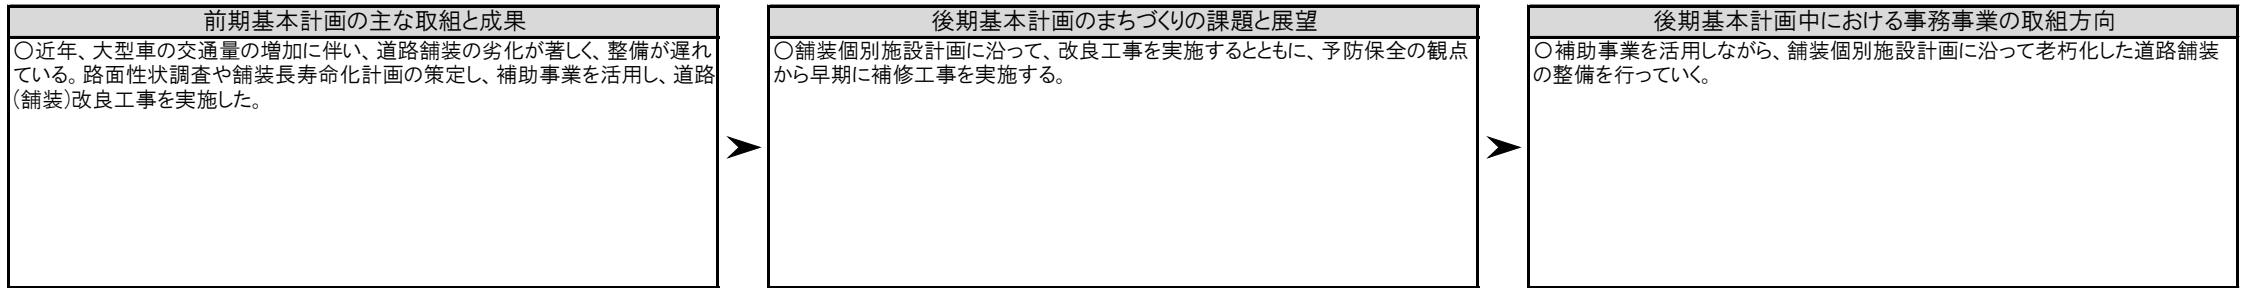 前期基本計画の主な取組と成果
○近年、大型車の交通量の増加に伴い、道路舗装の劣化が著しく、整備が遅れ
ている。路面性状調査や舗装長寿命化計画の策定し、補助事業を活用し、道路
(舗装)改良工事を実施した。
後期基本計画のまちづくりの課題と展望
○舗装個別施設計画に沿って、改良工事を実施するとともに、予防保全の観点
から早期に補修工事を実施する。
後期基本計画中における事務事業の取組方向
○補助事業を活用しながら、舗装個別施設計画に沿って老朽化した道路舗装
の整備を行っていく。